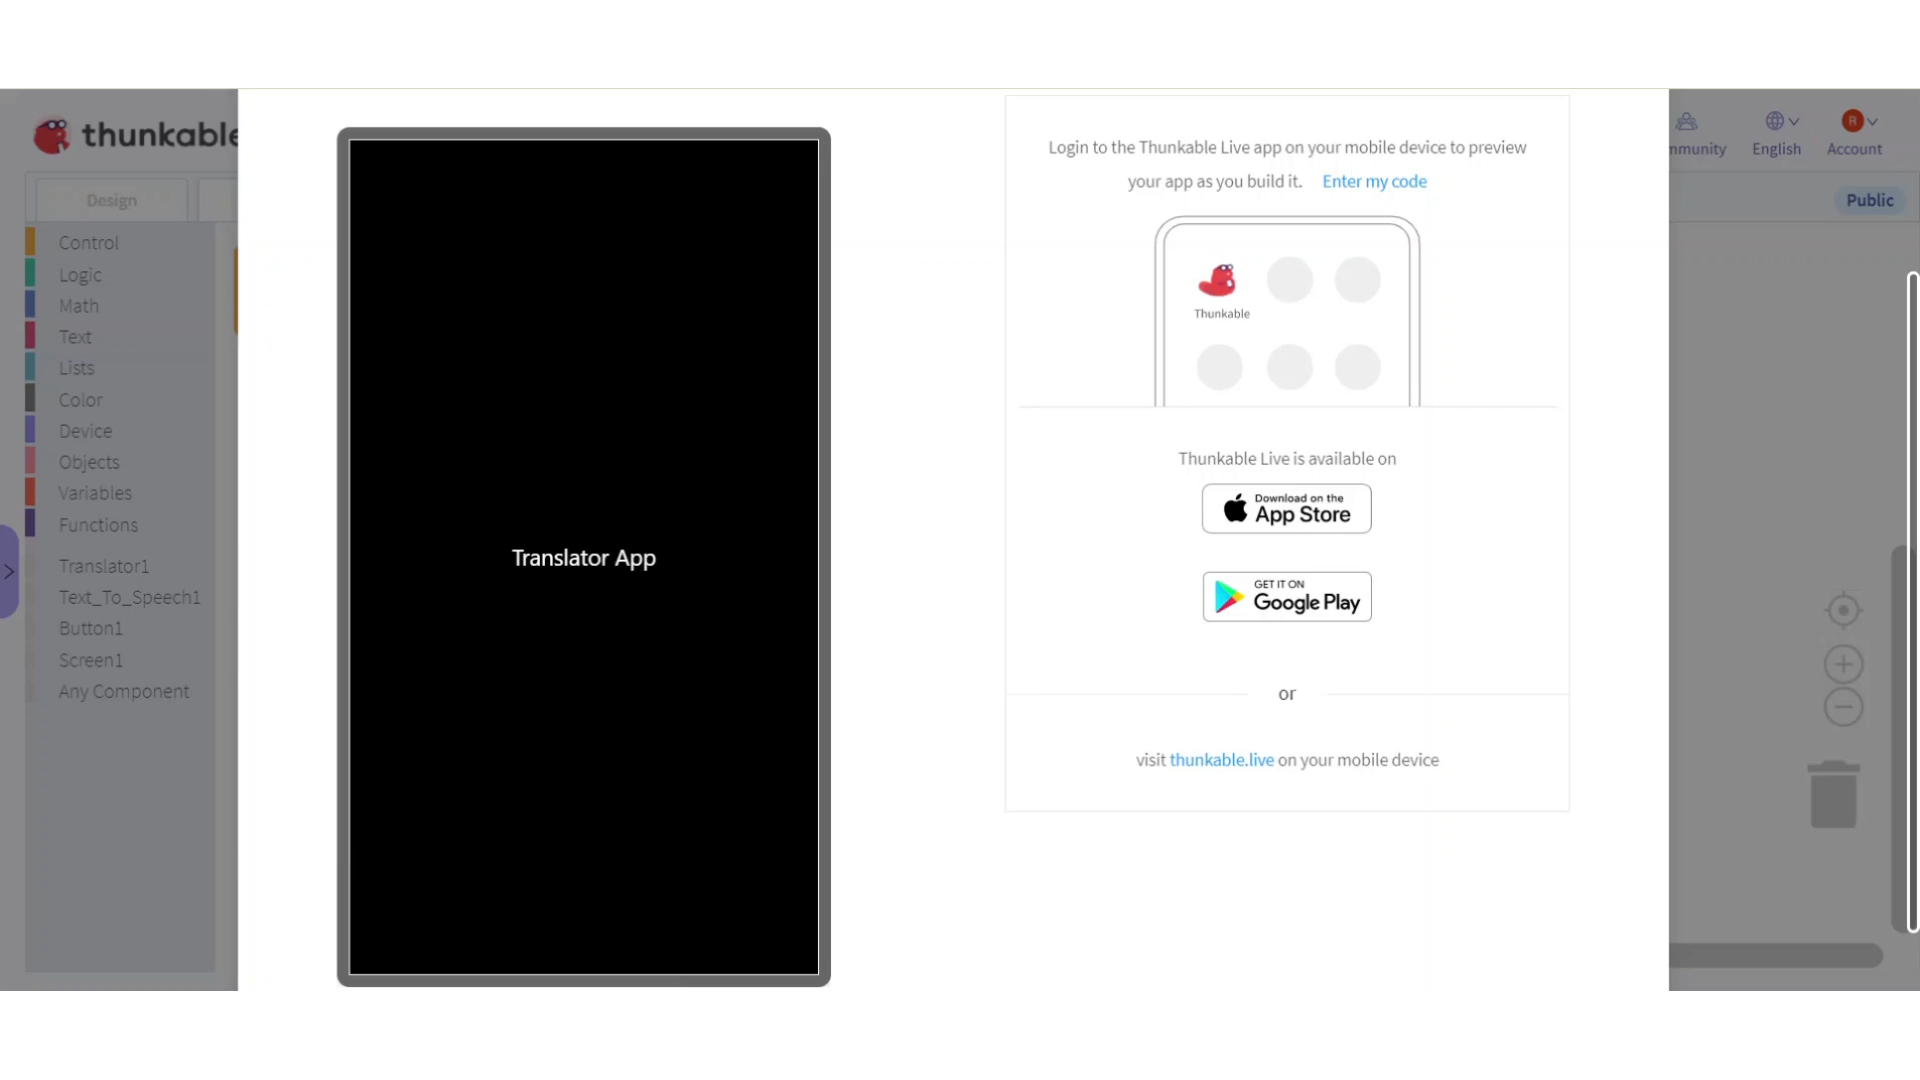 thunkable
mmunity
English
R
Account
Design
Public
Control
Logic
Math
Text
Lists
Color
Device
Objects
Variables
Functions
Translator1
Text_To_Speech1
Button1
Screen1
Any Component
Translator App
Login to the Thunkable Live app on your mobile device to preview
your app as you build it. Enter my code
Thunkable
Thunkable Live is available on
Download on the
App Store
GET IT ON
Google Play
or
visit thunkable.live on your mobile device